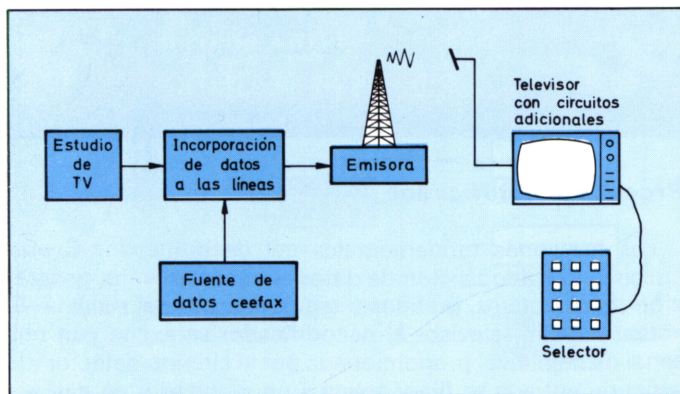 Estudio
de
TV
Incorporación
de datos
a las líneas
Emisora
Televisor
con circuitos
adicionales
Fuente de
datos ceefax
Selector